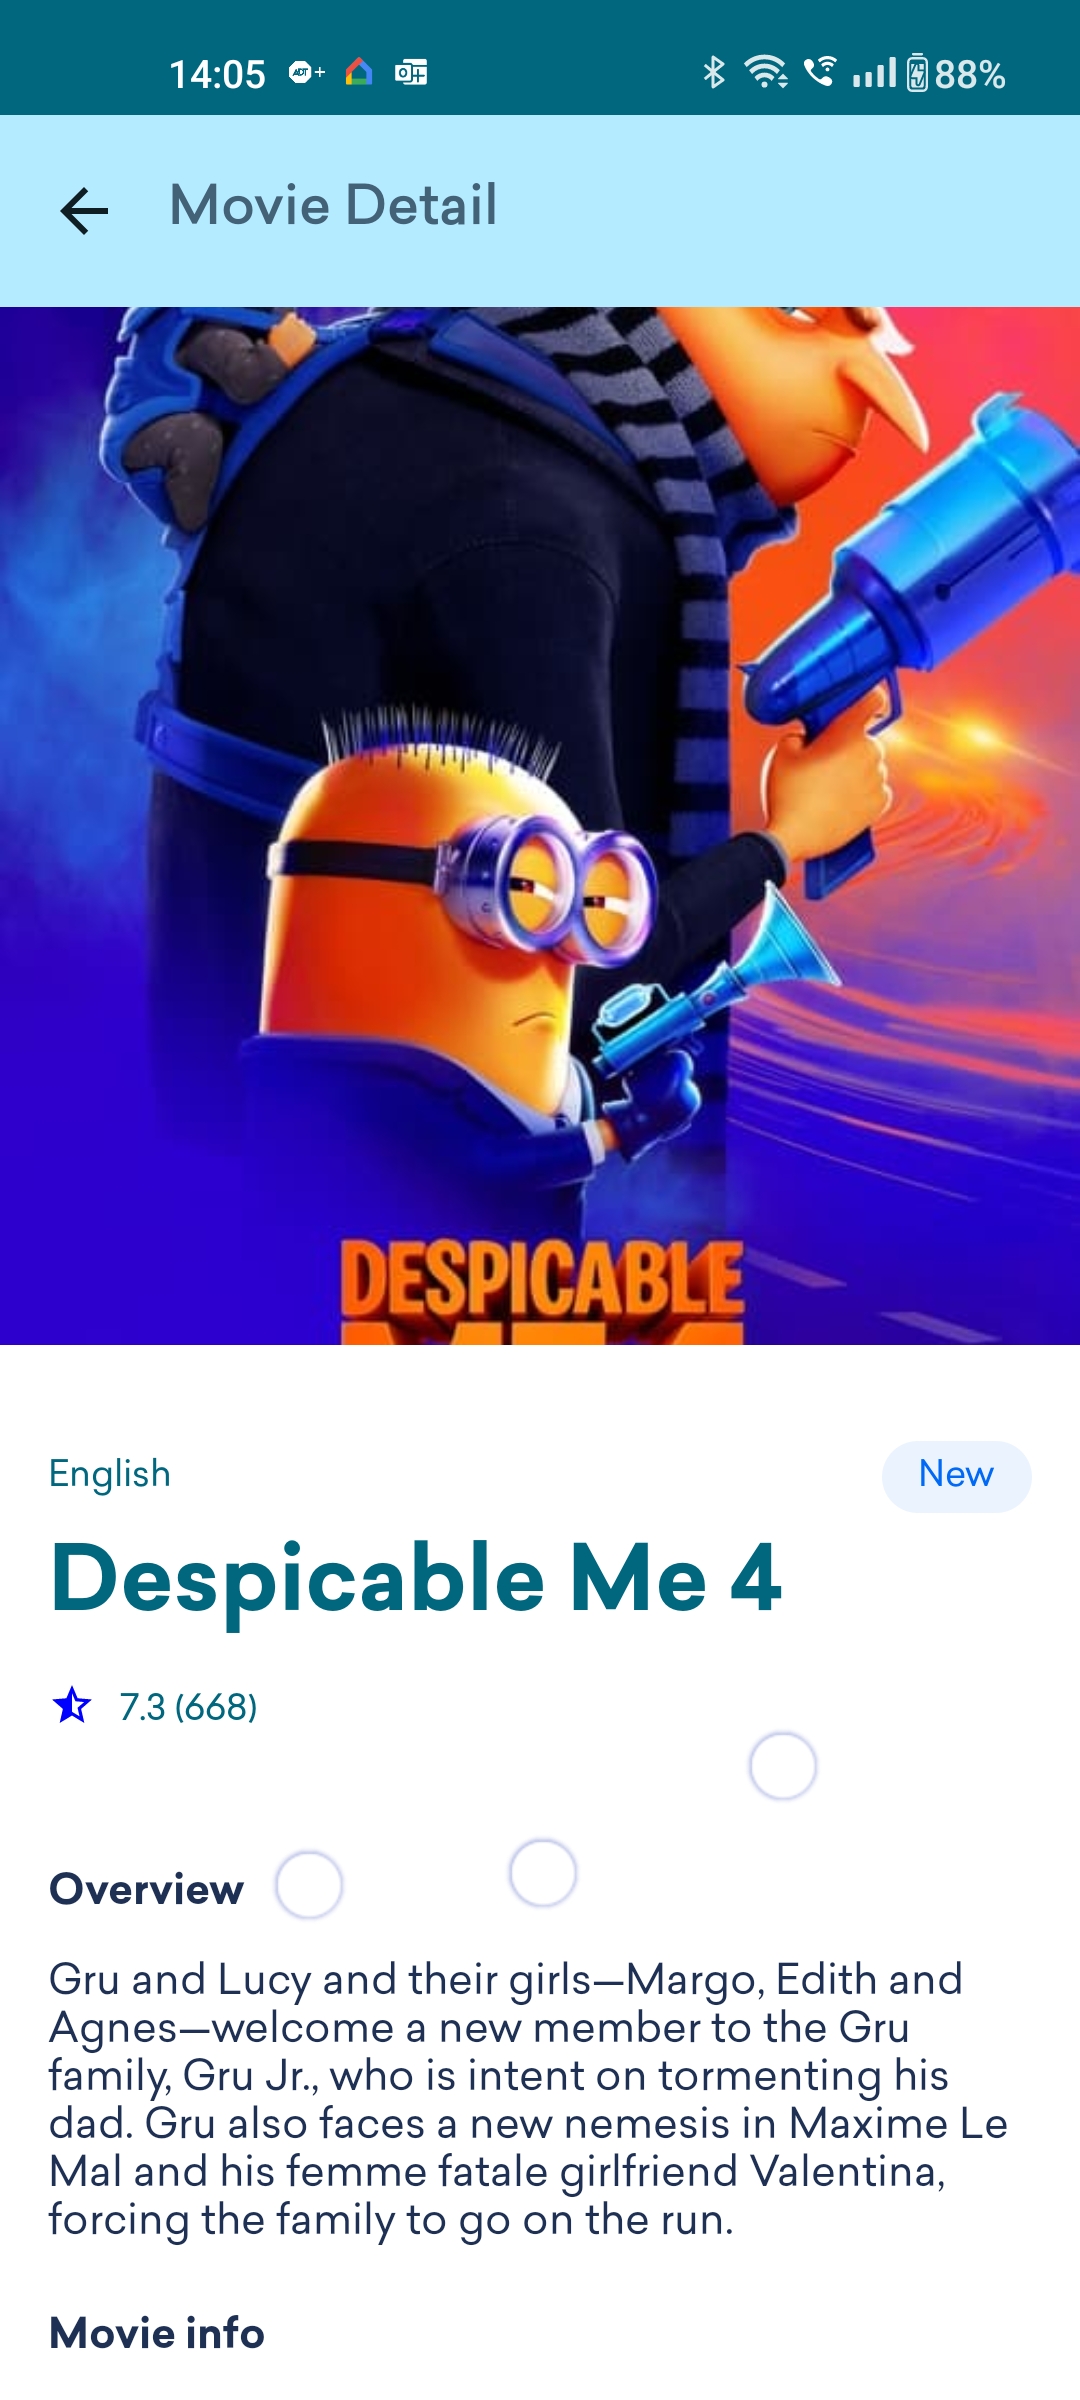 14:05
88%
Movie Detail
DESPICABLE
English
New
Despicable Me 4
7.3 (668)
Overview
Gru and Lucy and their girls—Margo, Edith and
Agnes—welcome a new member to the Gru
family, Gru Jr., who is intent on tormenting his
dad. Gru also faces a new nemesis in Maxime Le
Mal and his femme fatale girlfriend Valentina,
forcing the family to go on the run.
Movie info